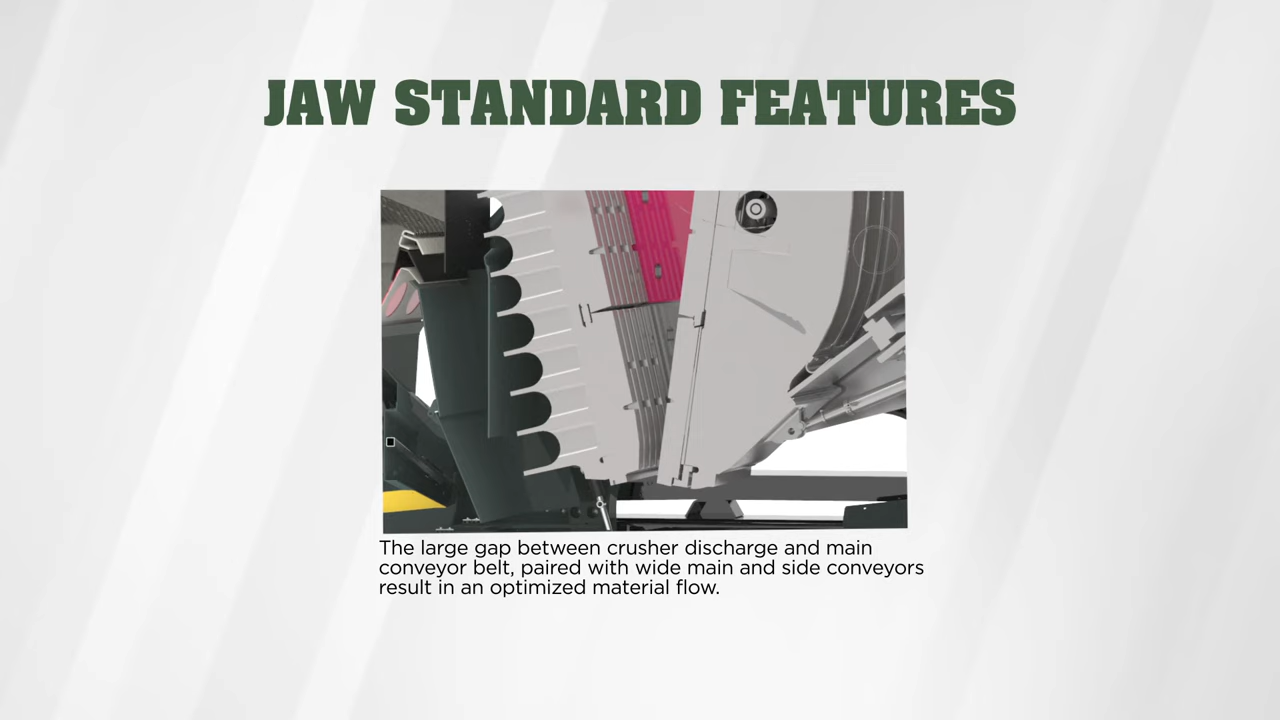 JAW STANDARD FEATURES
The large gap between crusher discharge and main
conveyor belt, paired with wide main and side conveyors
result in an optimized material flow.